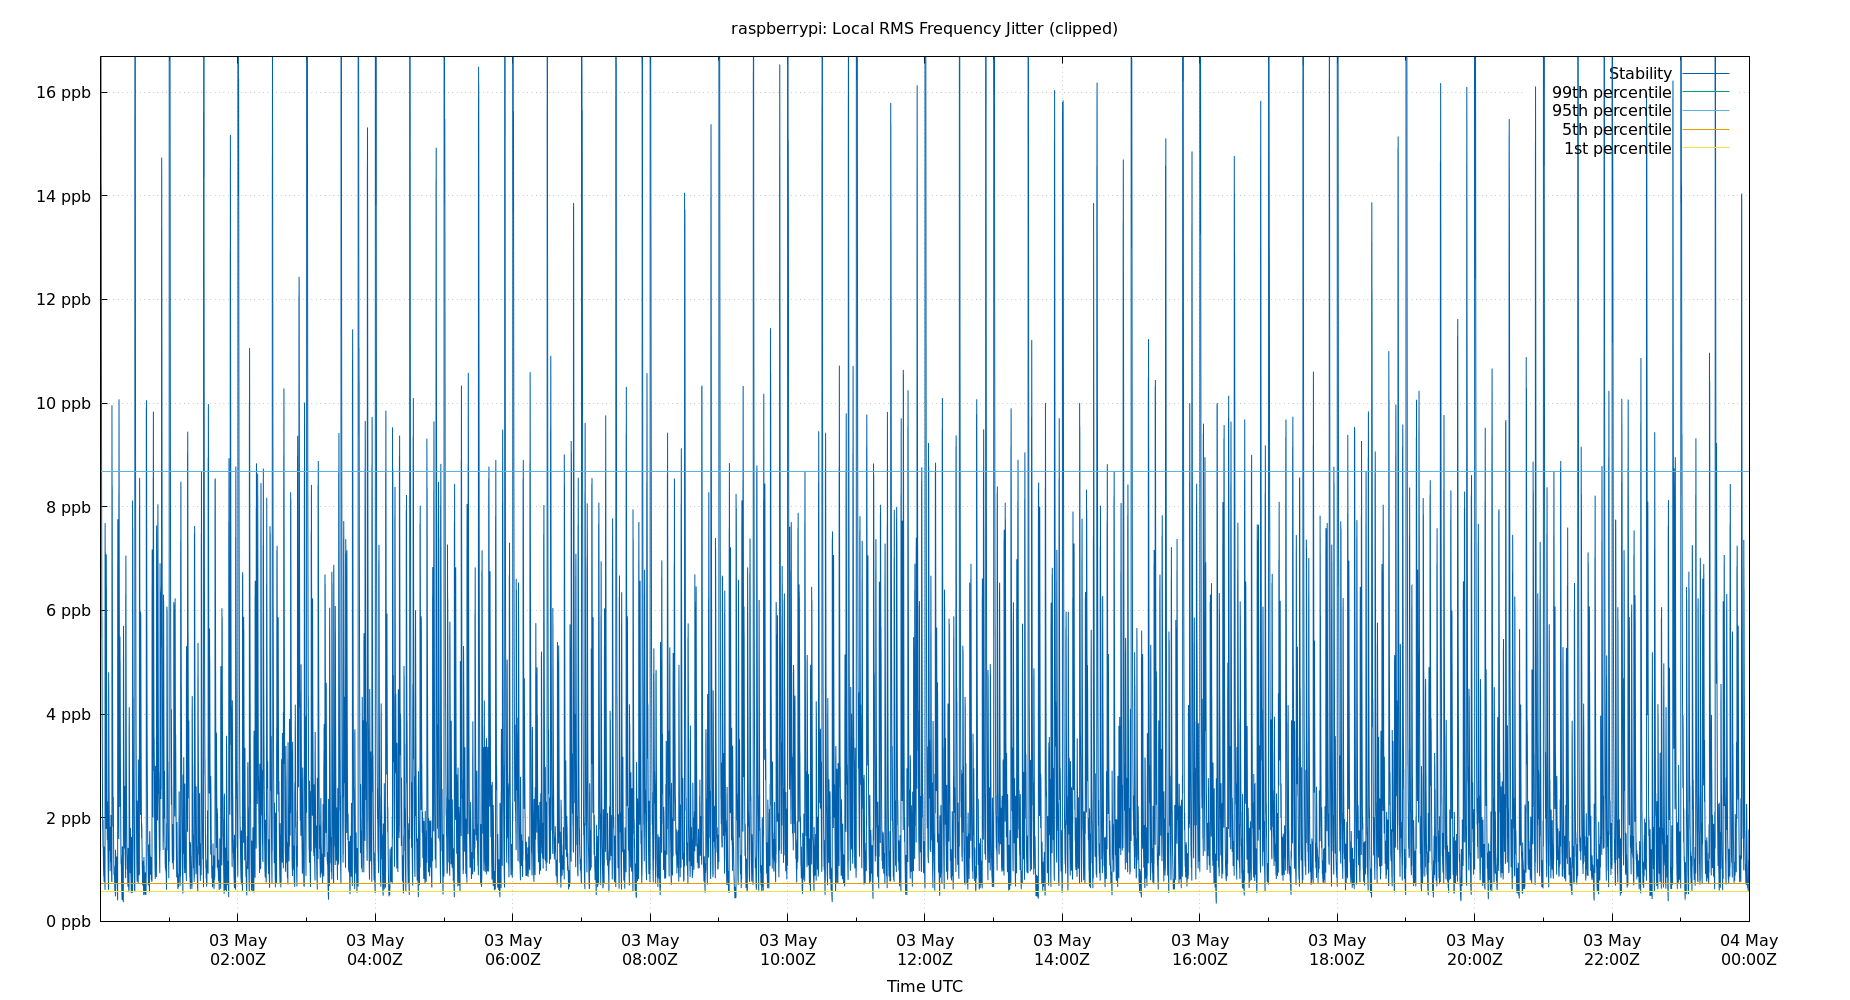 raspberrypi: Local RMS Frequency Jitter (clipped)
Stability
99th percentile
95th percentile
5th percentile
1st percentile
16 ppb
14 ppb
12 ppb
10 ppb
8 ppb
6 ppb
4 ppb
2 ppb
0 ppb
03 May 03 May 03 May 03 May 03 May 03 May 03 May 03 May 03 May 03 May 03 May 04 May
02:00Z 04:00Z 06:00Z 08:00Z 10:00Z 12:00Z 14:00Z 16:00Z 18:00Z 20:00Z 22:00Z 00:00Z
Time UTC